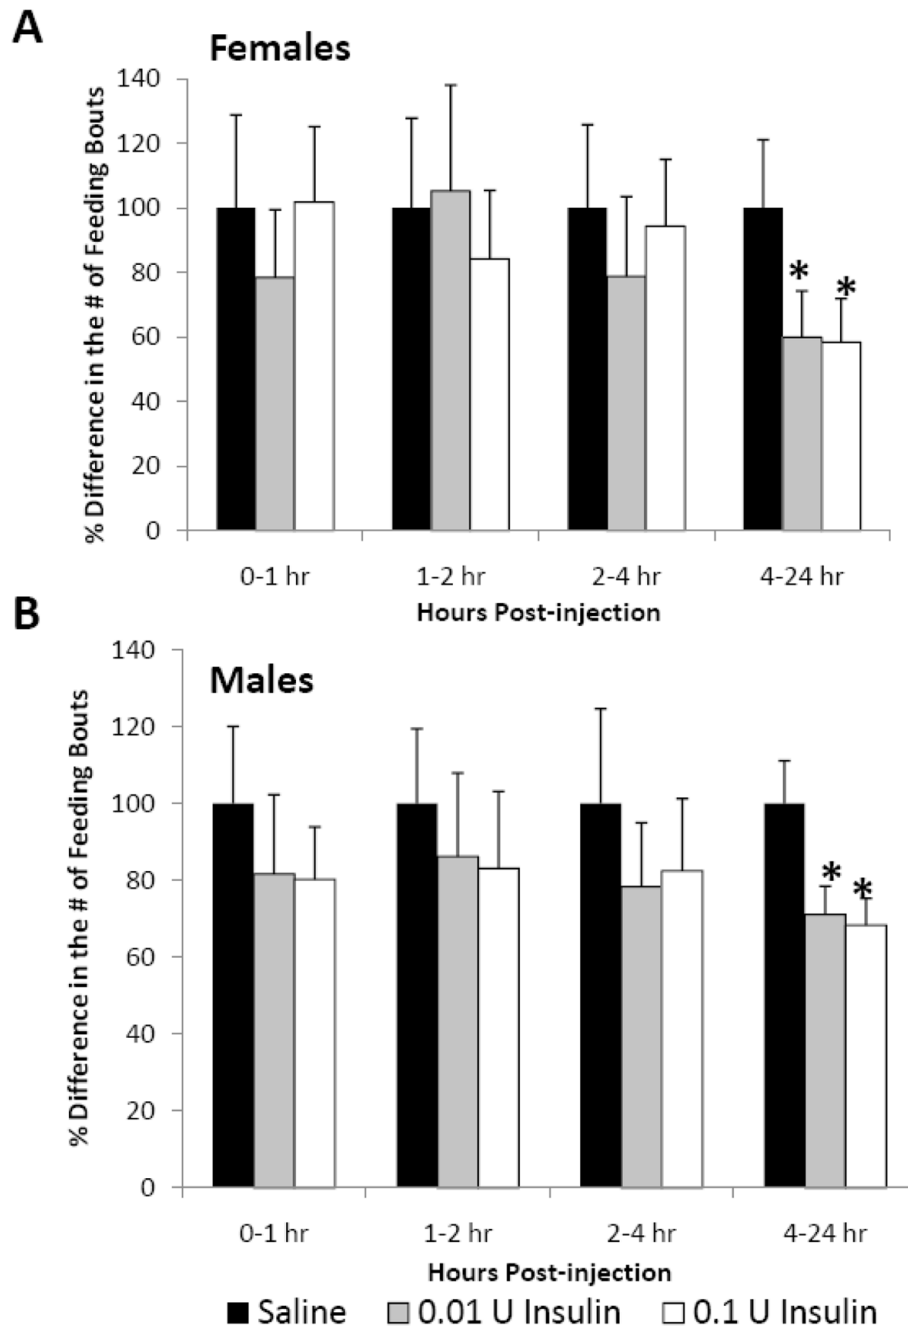 A
Females
% Difference in the # of Feeding Bouts
140
120
100
80
60
40
20
0
* *
0-1 hr 1-2 hr 2-4 hr 4-24 hr
Hours Post-injection
B
Males
% Difference in the # of Feeding Bouts
140
120
100
80
60
40
20
0
* *
0-1 hr 1-2 hr 2-4 hr 4-24 hr
Hours Post-injection
Saline 0.01 U Insulin 0.1 U Insulin